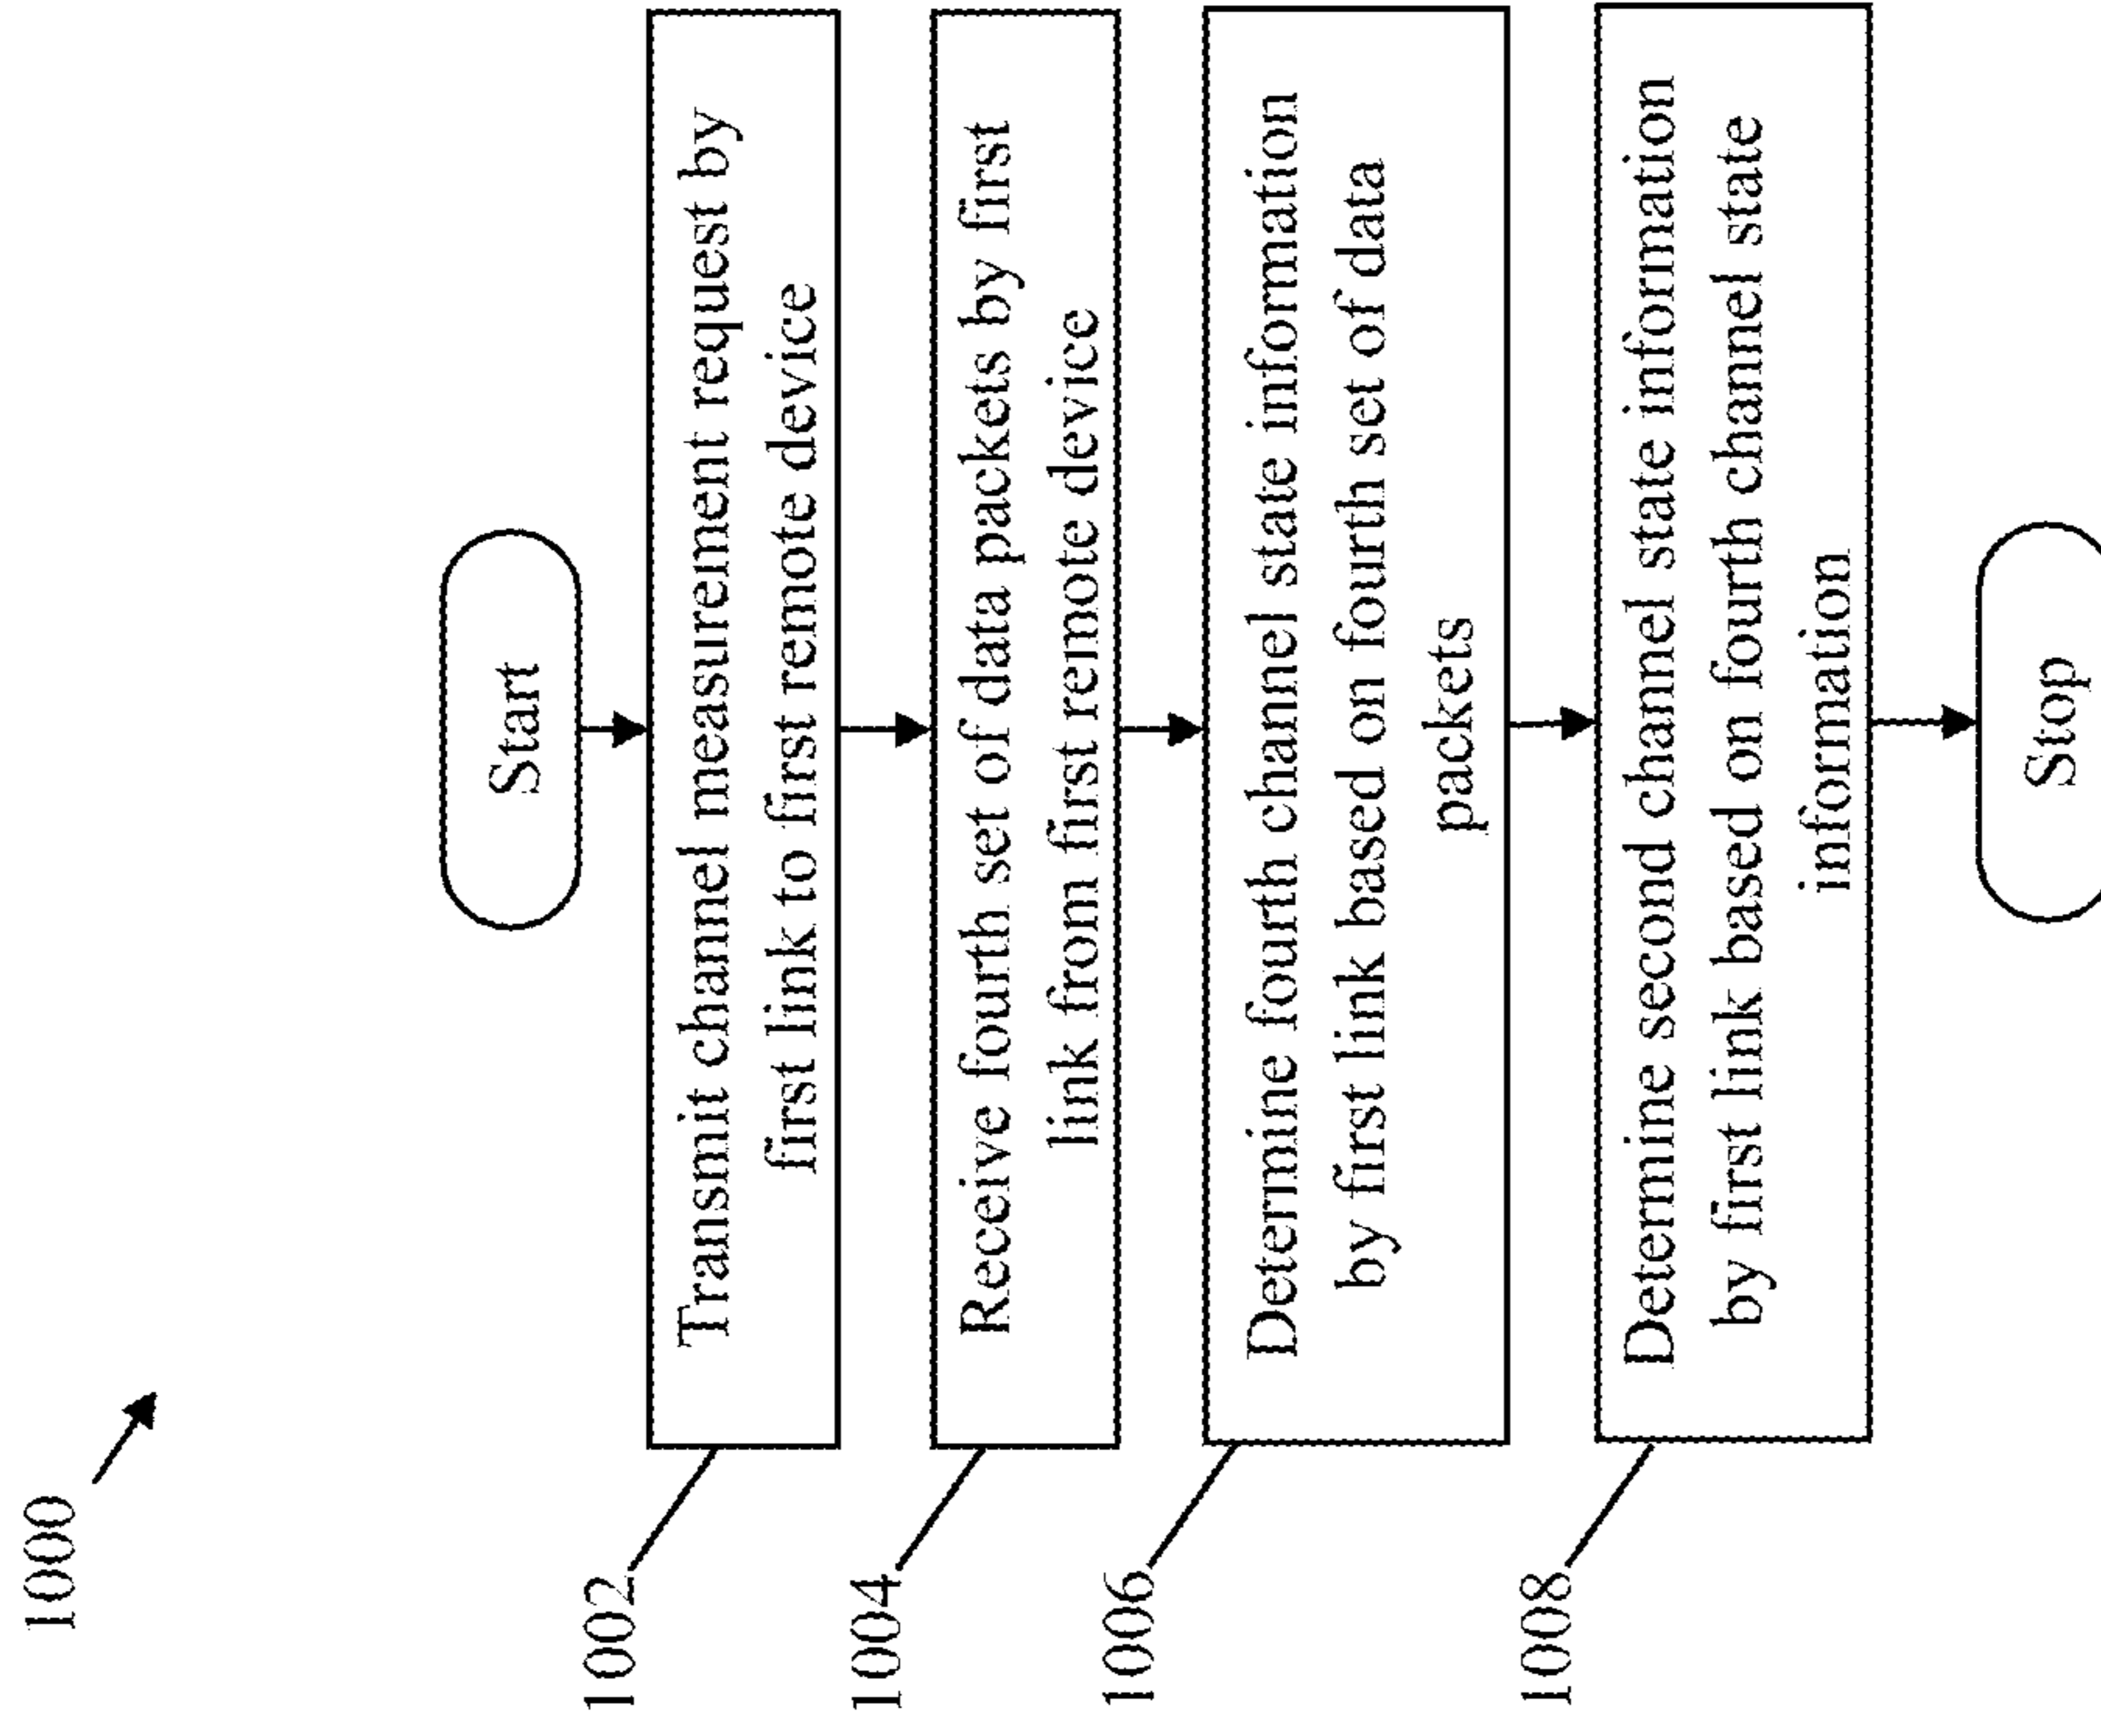 1000
Start
1002
Transmit channel measurement request by
first link to first remote device
1004
Receive fourth set of data packets by first
link from first remote device
1006
Determine fourth channel state information
by first link based on fourth set of data
packets
1008
Determine second channel state information
by first link based on fourth channel state
information
Stop